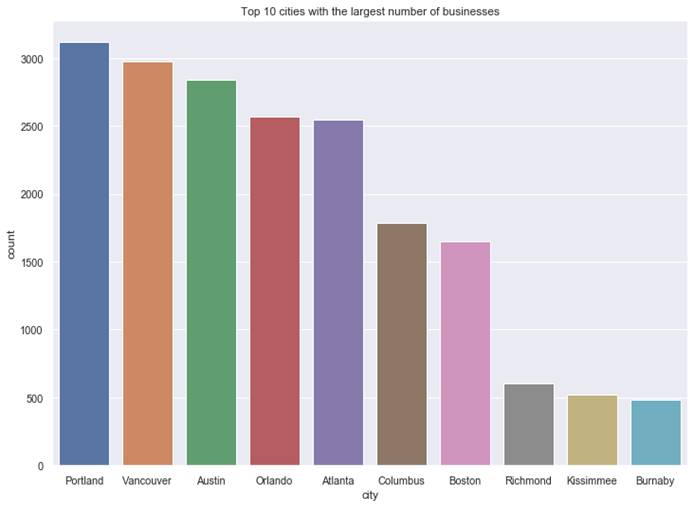 Top 10 cities with the largest number of businesses
3000
2500
2000
1500
1000
500
0
count
Portland Vancouver Austin Orlando Atlanta Columbus Boston Richmond Kissimmee Burnaby
city